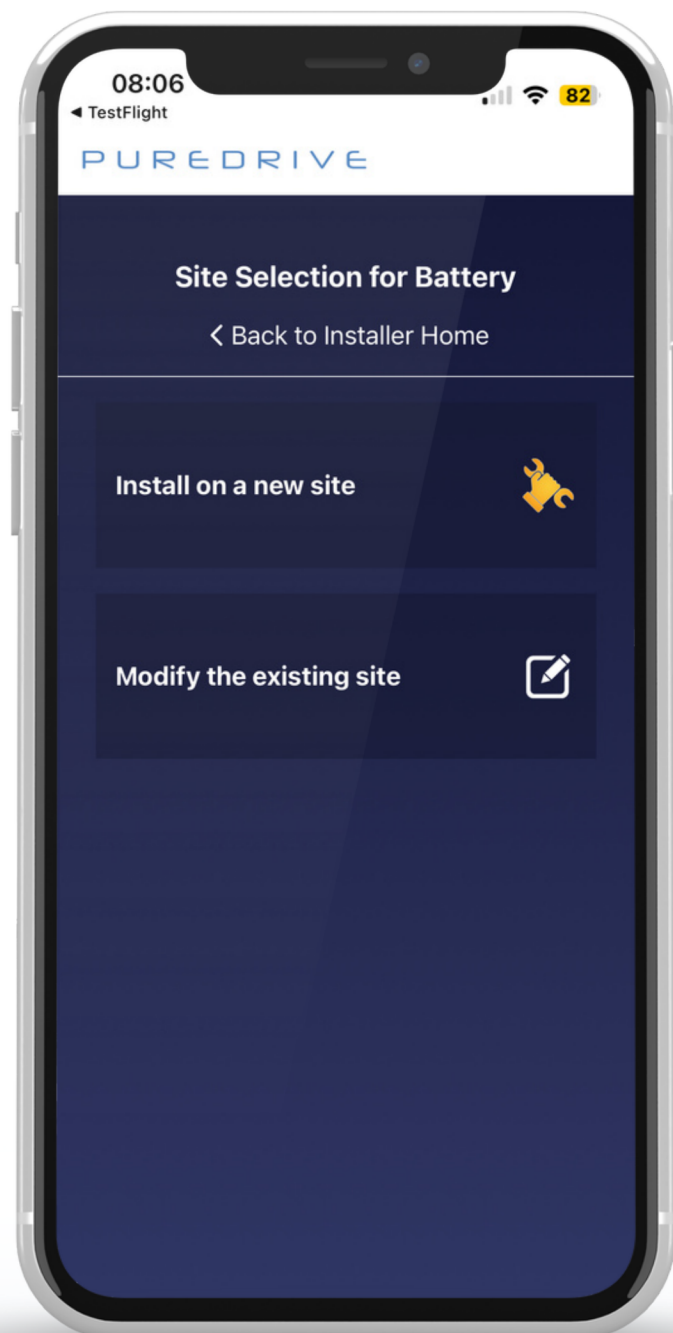 08:06
◀ TestFlight
82
PUREDRIVE
Site Selection for Battery
Back to Installer Home
Install on a new site
Modify the existing site